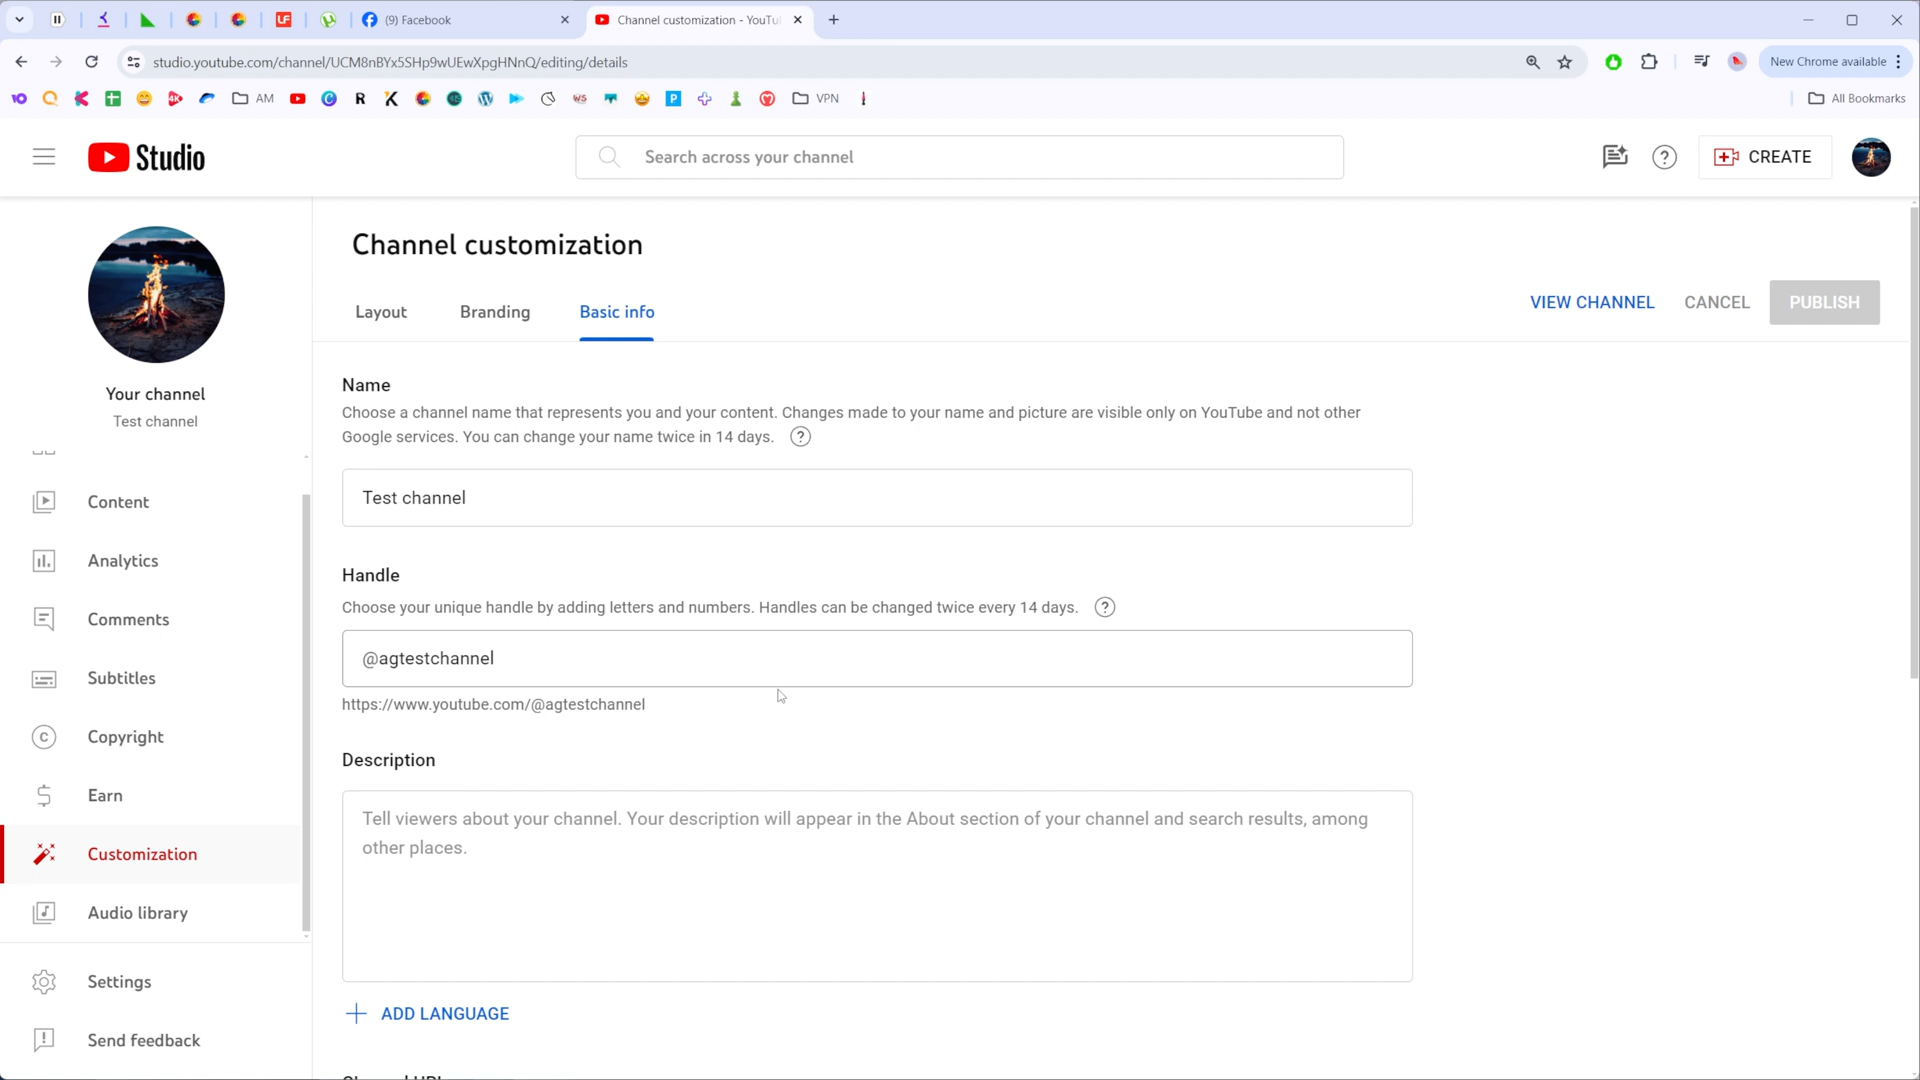 (9) Facebook
Channel customization - YouTu
studio.youtube.com/channel/UCM8nBYx5SHp9wUEwXpgHNnQ/editing/details
New Chrome available
AM
VPN
All Bookmarks
Studio
Search across your channel
CREATE
Your channel
Test channel
Content
Analytics
Comments
Subtitles
Copyright
Earn
Customization
Audio library
Settings
Send feedback
Channel customization
Layout
Branding
Basic info
VIEW CHANNEL
CANCEL
PUBLISH
Name
Choose a channel name that represents you and your content. Changes made to your name and picture are visible only on YouTube and not other
Google services. You can change your name twice in 14 days.
Test channel
Handle
Choose your unique handle by adding letters and numbers. Handles can be changed twice every 14 days.
@agtestchannel
https://www.youtube.com/@agtestchannel
Description
Tell viewers about your channel. Your description will appear in the About section of your channel and search results, among
other places.
ADD LANGUAGE